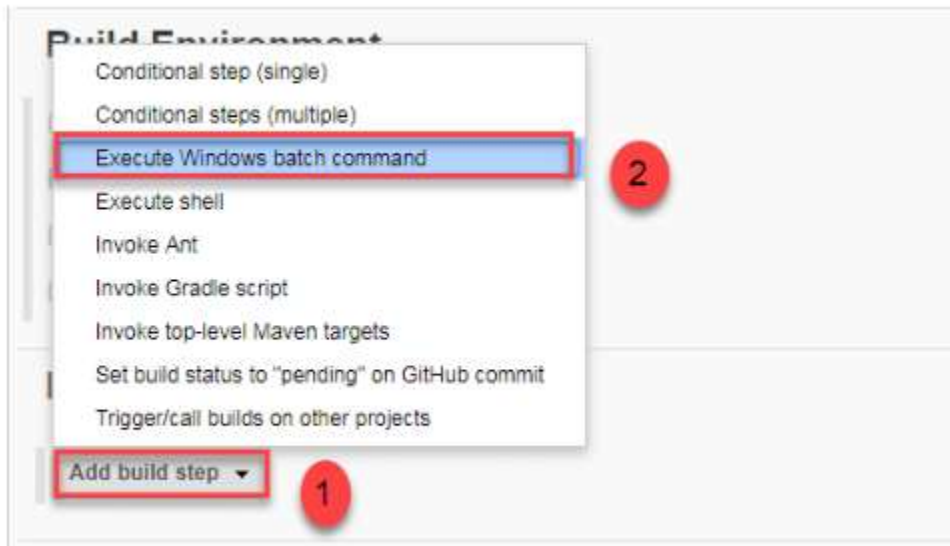 Build Environment
Conditional step (single)
Conditional steps (multiple)
Execute Windows batch command
2
Execute shell
Invoke Ant
Invoke Gradle script
Invoke top-level Maven targets
Set build status to "pending" on GitHub commit
Trigger/call builds on other projects
Add build step
1